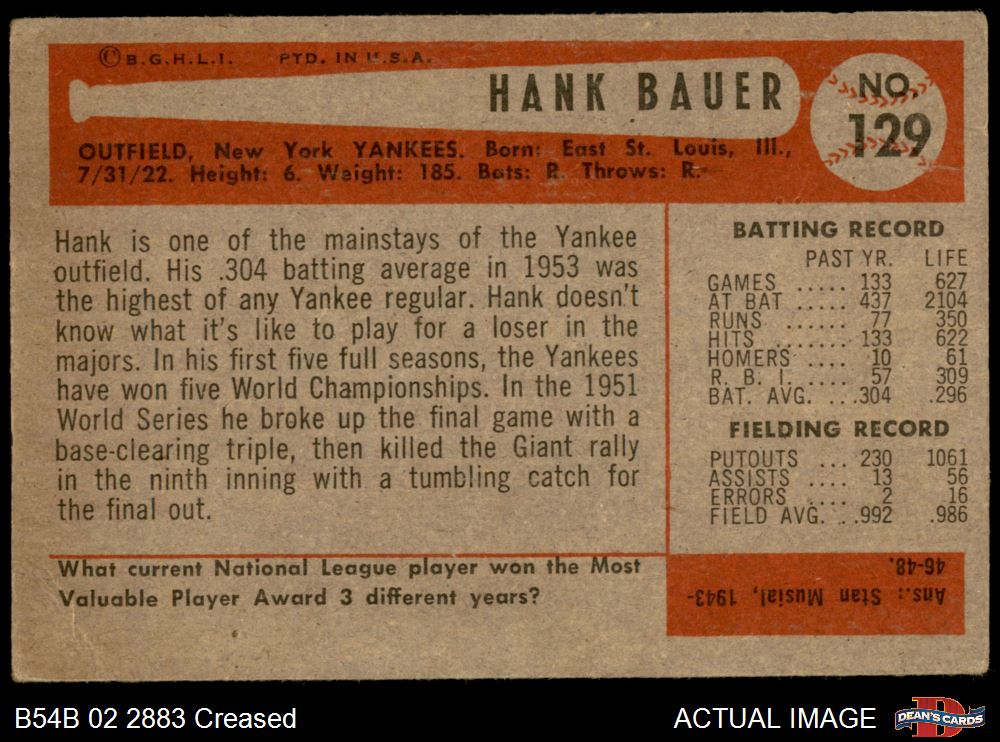 ©B.G.H.L.I. PTD. IN U.S.A.
HANK BAUER
NO.
129
OUTFIELD, New York YANKEES. Born: East St. Louis, Ill.,
7/31/22. Height: 6. Weight: 185. Bats: R. Throws: R.
Hank is one of the mainstays of the Yankee
outfield. His .304 batting average in 1953 was
the highest of any Yankee regular. Hank doesn't
know what it's like to play for a loser in the
majors. In his first five full seasons, the Yankees
have won five World Championships. In the 1951
World Series he broke up the final game with a
base-clearing triple, then killed the Giant rally
in the ninth inning with a tumbling catch for
the final out.
BATTING RECORD
PAST YR. LIFE
GAMES ..... 133 627
AT BAT ..... 437 2104
RUNS ...... 77 350
HITS ...... 133 622
HOMERS .... 10 61
R. B. I. .... 57 309
BAT. AVG. ...304 .296
FIELDING RECORD
PUTOUTS ... 230 1061
ASSISTS .... 13 56
ERRORS .... 2 16
FIELD AVG. ..992 .986
What current National League player won the Most
Valuable Player Award 3 different years?
Ans.: Stan Musial, 1943-
46-48.
B54B 02 2883 Creased
ACTUAL IMAGE
DEAN'S CARDS